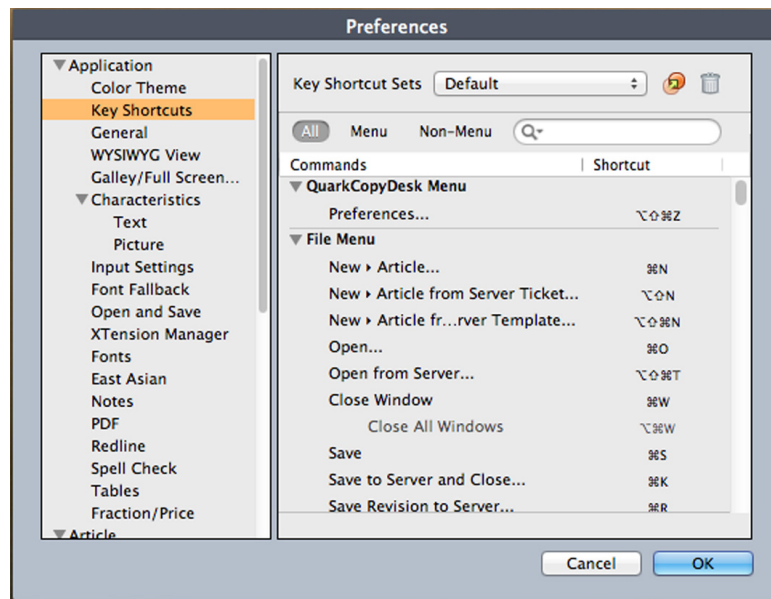 Preferences
Application
Color Theme
Key Shortcuts
General
WYSIWYG View
Galley/Full Screen...
Characteristics
Text
Picture
Input Settings
Font Fallback
Open and Save
XTension Manager
Fonts
East Asian
Notes
PDF
Redline
Spell Check
Tables
Fraction/Price
Article
Key Shortcut Sets Default
All Menu Non-Menu
Commands Shortcut
QuarkCopyDesk Menu
Preferences... ⌥⇧⌘Z
File Menu
New ▸ Article... ⌘N
New ▸ Article from Server Ticket... ⌥⇧N
New ▸ Article fr...rver Template... ⌥⇧⌘N
Open... ⌘O
Open from Server... ⌥⇧⌘T
Close Window ⌘W
Close All Windows ⌥⌘W
Save ⌘S
Save to Server and Close... ⌘K
Save Revision to Server... ⌘R
Cancel OK